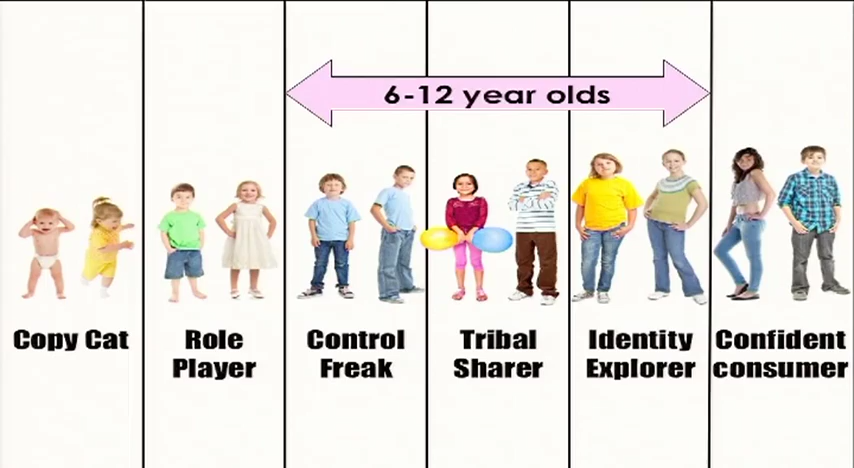 6-12 year olds
Copy Cat
Role
Player
Control
Freak
Tribal
Sharer
Identity
Explorer
Confident
consumer